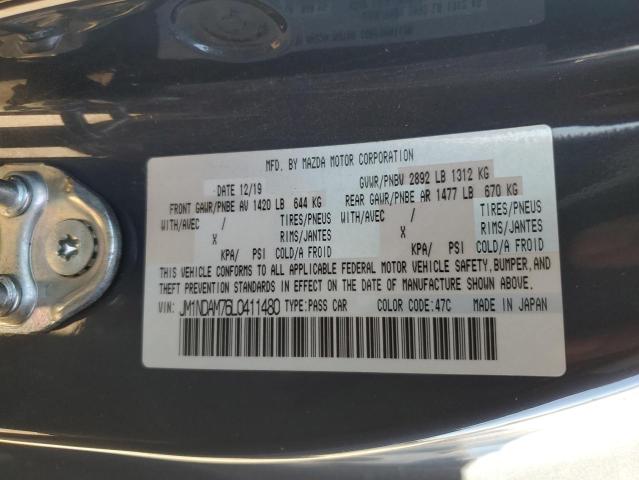 MFD. BY MAZDA MOTOR CORPORATION
DATE 12/19 GVWR/PNBV 2892 LB 1312 KG
FRONT GAWR/PNBE AV 1420 LB 644 KG REAR GAWR/PNBE AR 1477 LB 670 KG
WITH/AVEC / TIRES/PNEUS WITH/AVEC / TIRES/PNEUS
X RIMS/JANTES X RIMS/JANTES
KPA/ PSI COLD/A FROID KPA/ PSI COLD/A FROID
THIS VEHICLE CONFORMS TO ALL APPLICABLE FEDERAL MOTOR VEHICLE SAFETY, BUMPER, AND
THEFT PREVENTION STANDARDS IN EFFECT ON THE DATE OF MANUFACTURE SHOWN ABOVE.
VIN: JM1NDAM76L0411480 TYPE: PASS CAR COLOR CODE: 47C MADE IN JAPAN